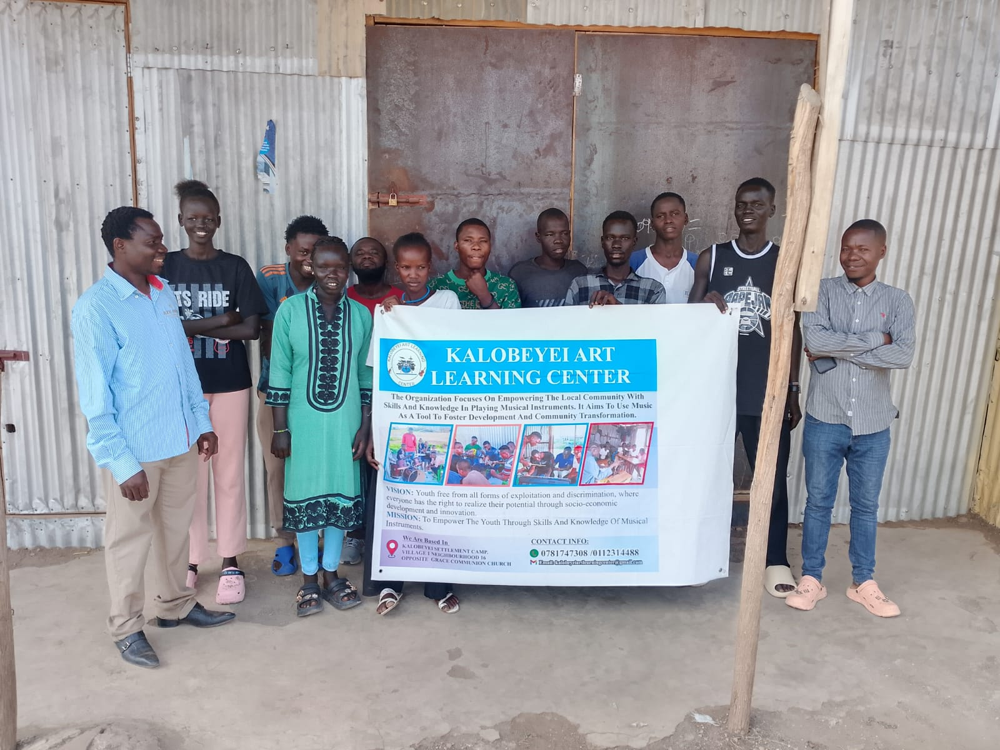 KALOBEYEI ART
LEARNING CENTER
KALOBEYEI ART LEARNING
CENTER
The Organization Focuses On Empowering The Local Community With
Skills And Knowledge In Playing Musical Instruments. It Aims To Use Music
As A Tool To Foster Development And Community Transformation.
VISION: Youth free from all forms of exploitation and discrimination, where
everyone has the right to realize their potential through socio-economic
development and innovation.
MISSION: To Empower The Youth Through Skills And Knowledge Of Musical
Instruments.
We Are Based In
KALOBEYEI SETTLEMENT CAMP.
VILLAGE 1 NEIGHBOURHOOD 16
OPPOSITE GRACE COMMUNION CHURCH
CONTACT INFO:
0781747308 /0112314488
Email: kalobeyeiartlearningcenter@gmail.com
RIDE
STREETBALL